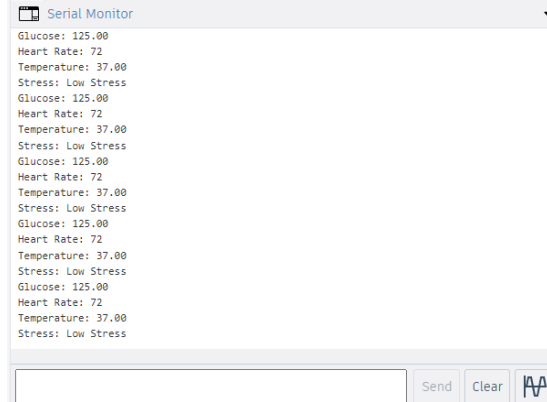 Serial Monitor
Glucose: 125.00
Heart Rate: 72
Temperature: 37.00
Stress: Low Stress
Glucose: 125.00
Heart Rate: 72
Temperature: 37.00
Stress: Low Stress
Glucose: 125.00
Heart Rate: 72
Temperature: 37.00
Stress: Low Stress
Glucose: 125.00
Heart Rate: 72
Temperature: 37.00
Stress: Low Stress
Glucose: 125.00
Heart Rate: 72
Temperature: 37.00
Stress: Low Stress
Send Clear